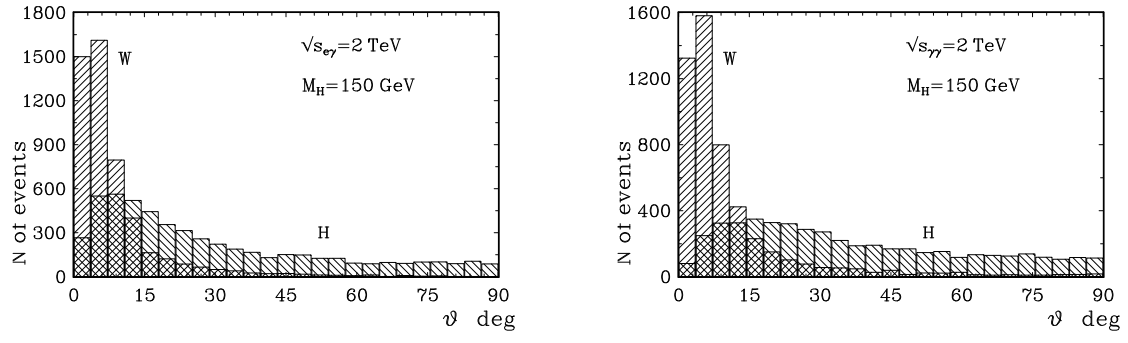 1800
1500
1200
900
600
300
0
N of events
√s_eγ=2 TeV
M_H=150 GeV
W
H
0 15 30 45 60 75 90
ϑ deg
1600
1200
800
400
0
N of events
√s_γγ=2 TeV
M_H=150 GeV
W
H
0 15 30 45 60 75 90
ϑ deg